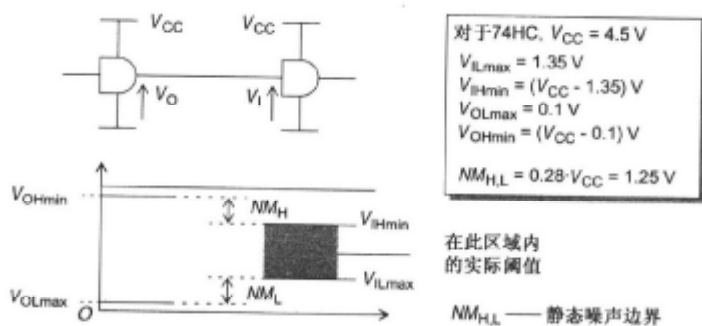 V_CC
V_CC
V_O
V_I
对于74HC, V_CC = 4.5 V
V_ILmax = 1.35 V
V_IHmin = (V_CC - 1.35) V
V_OLmax = 0.1 V
V_OHmin = (V_CC - 0.1) V
NM_H,L = 0.28·V_CC = 1.25 V
V_OHmin
NM_H
V_IHmin
V_ILmax
NM_L
V_OLmax
O
在此区域内
的实际阈值
NM_H,L —— 静态噪声边界